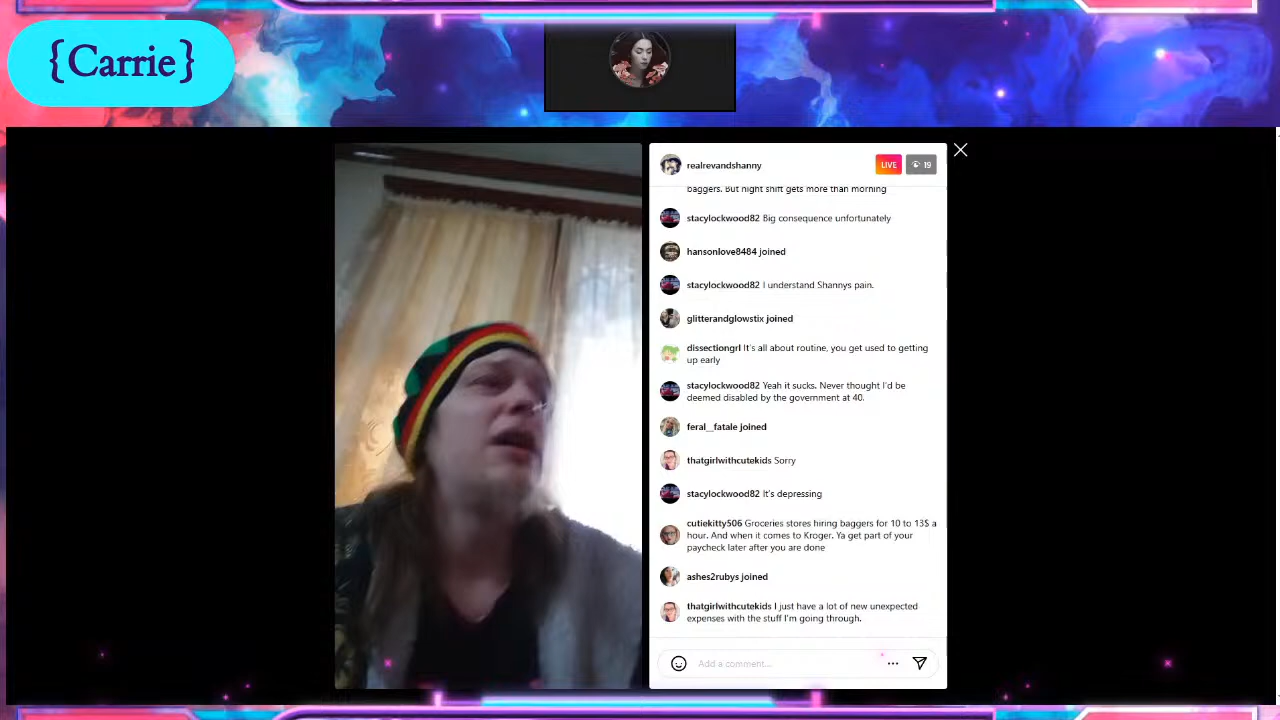 {Carrie}
realrevandshanny
LIVE
19
baggers. But night shift gets more than morning
stacylockwood82 Big consequence unfortunately
hansonlove8484 joined
stacylockwood82 I understand Shannys pain.
glitterandglowstix joined
dissectiongrl It's all about routine, you get used to getting
up early
stacylockwood82 Yeah it sucks. Never thought I'd be
deemed disabled by the government at 40.
feral__fatale joined
thatgirlwithcutekids Sorry
stacylockwood82 It's depressing
cutiekitty506 Groceries stores hiring baggers for 10 to 13$ a
hour. And when it comes to Kroger. Ya get part of your
paycheck later after you are done
ashes2rubys joined
thatgirlwithcutekids I just have a lot of new unexpected
expenses with the stuff I'm going through.
Add a comment...